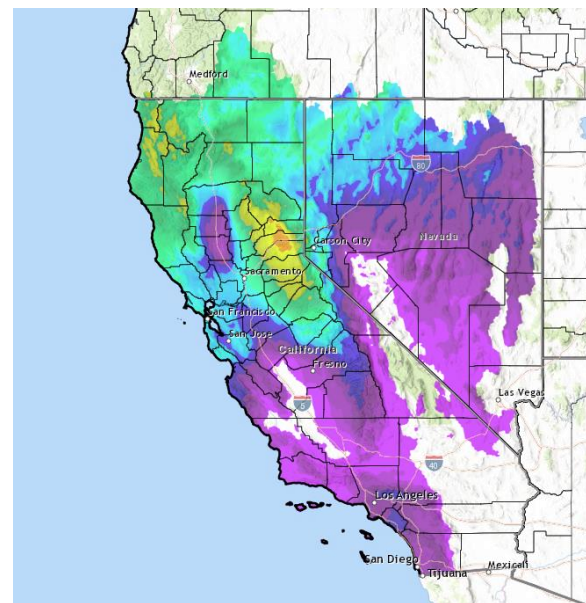 Medford
80
Carson City
Nevada
Sacramento
San Francisco
San Jose
California
Fresno
Las Vegas
5
40
Los Angeles
San Diego
Mexicali
Tijuana